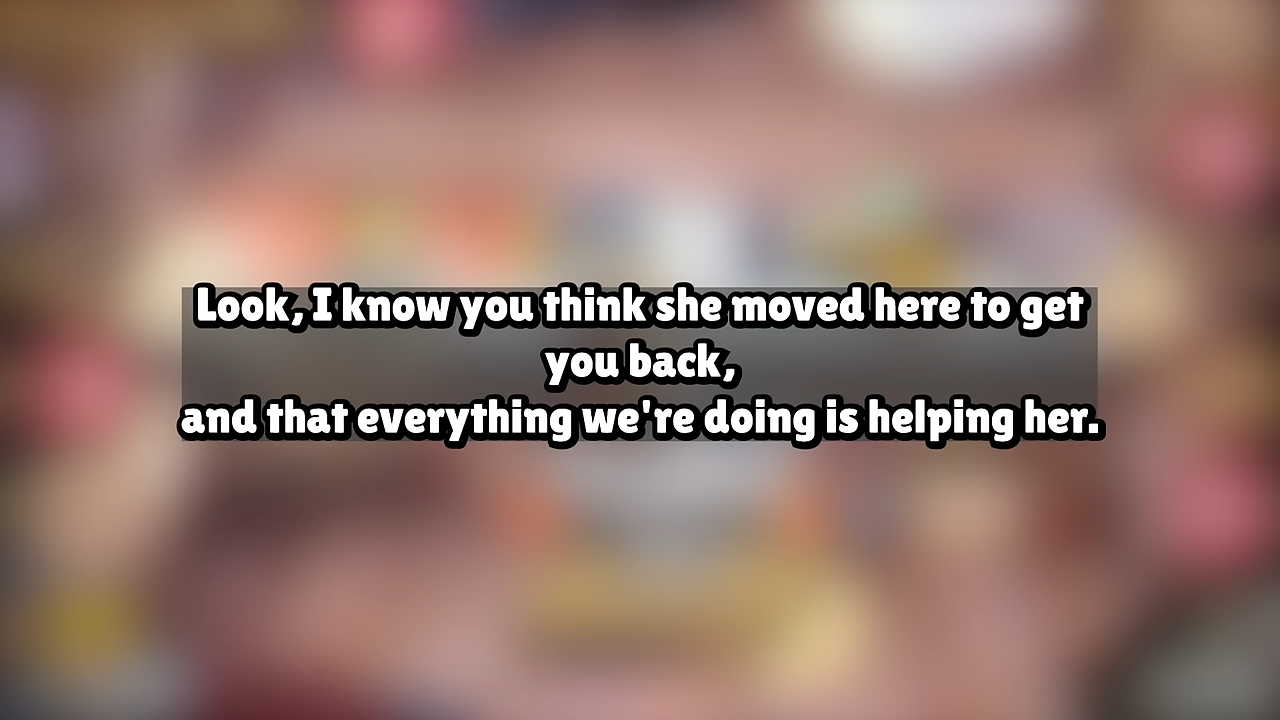 Look, I know you think she moved here to get
you back,
and that everything we're doing is helping her.